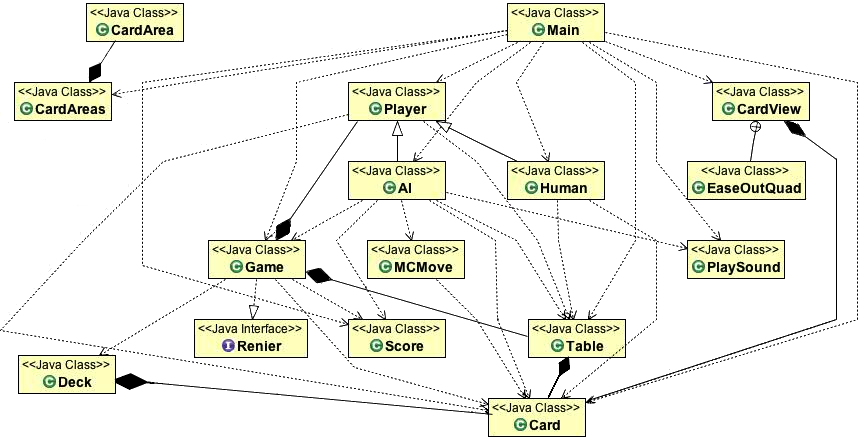 <<Java Class>>
C CardArea
<<Java Class>>
C Main
<<Java Class>>
C CardAreas
<<Java Class>>
C Player
<<Java Class>>
C CardView
<<Java Class>>
C AI
<<Java Class>>
C Human
<<Java Class>>
C EaseOutQuad
<<Java Class>>
C Game
<<Java Class>>
C MCMove
<<Java Class>>
C PlaySound
<<Java Interface>>
I Renier
<<Java Class>>
C Score
<<Java Class>>
C Table
<<Java Class>>
C Deck
<<Java Class>>
C Card